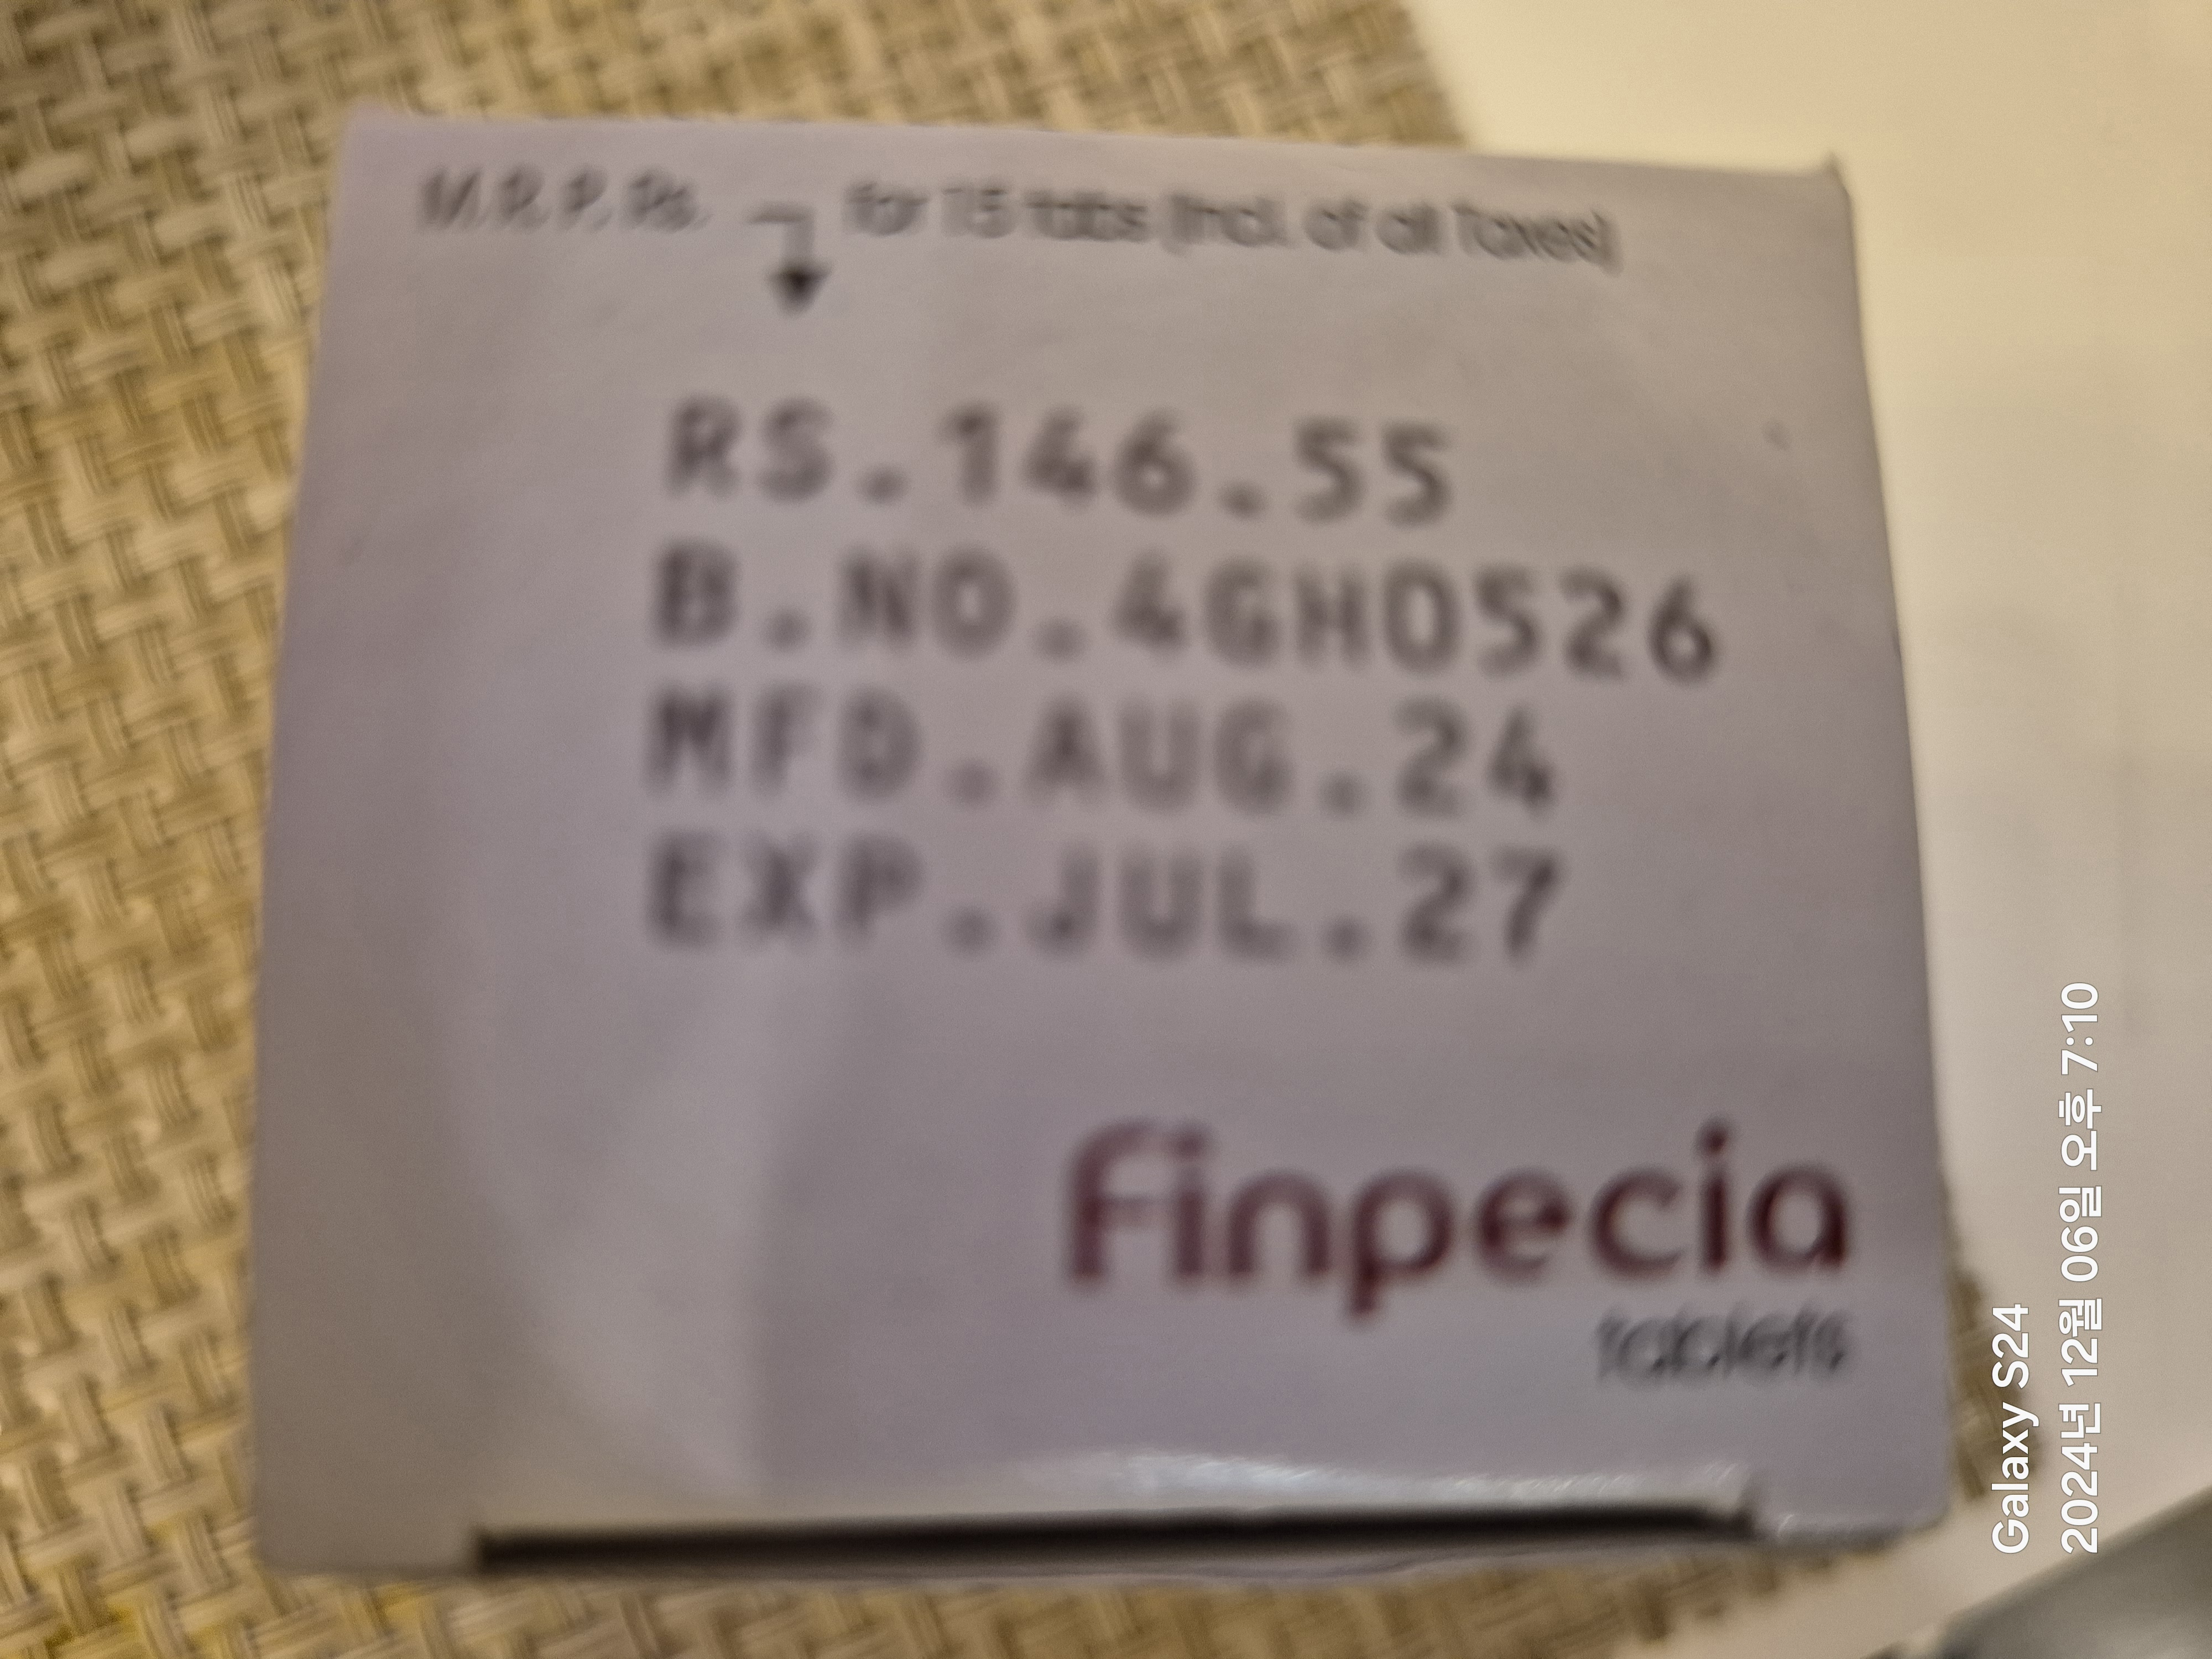 M.R.P. Rs. for 15 tabs (Incl. of all Taxes)
RS.146.55
B.NO.4GH0526
MFD.AUG.24
EXP.JUL.27
Finpecia
tablets
Galaxy S24
2024년 12월 06일 오후 7:10